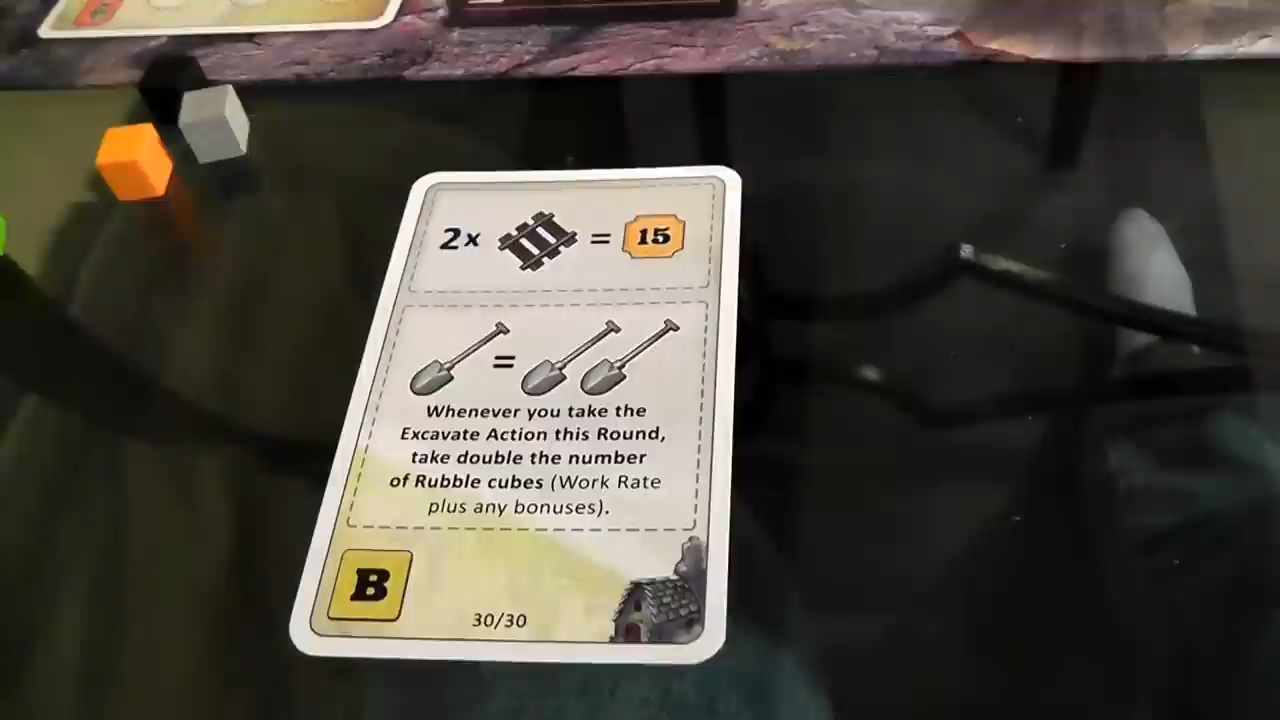 2x = 15
=
Whenever you take the
Excavate Action this Round,
take double the number
of Rubble cubes (Work Rate
plus any bonuses).
B
30/30